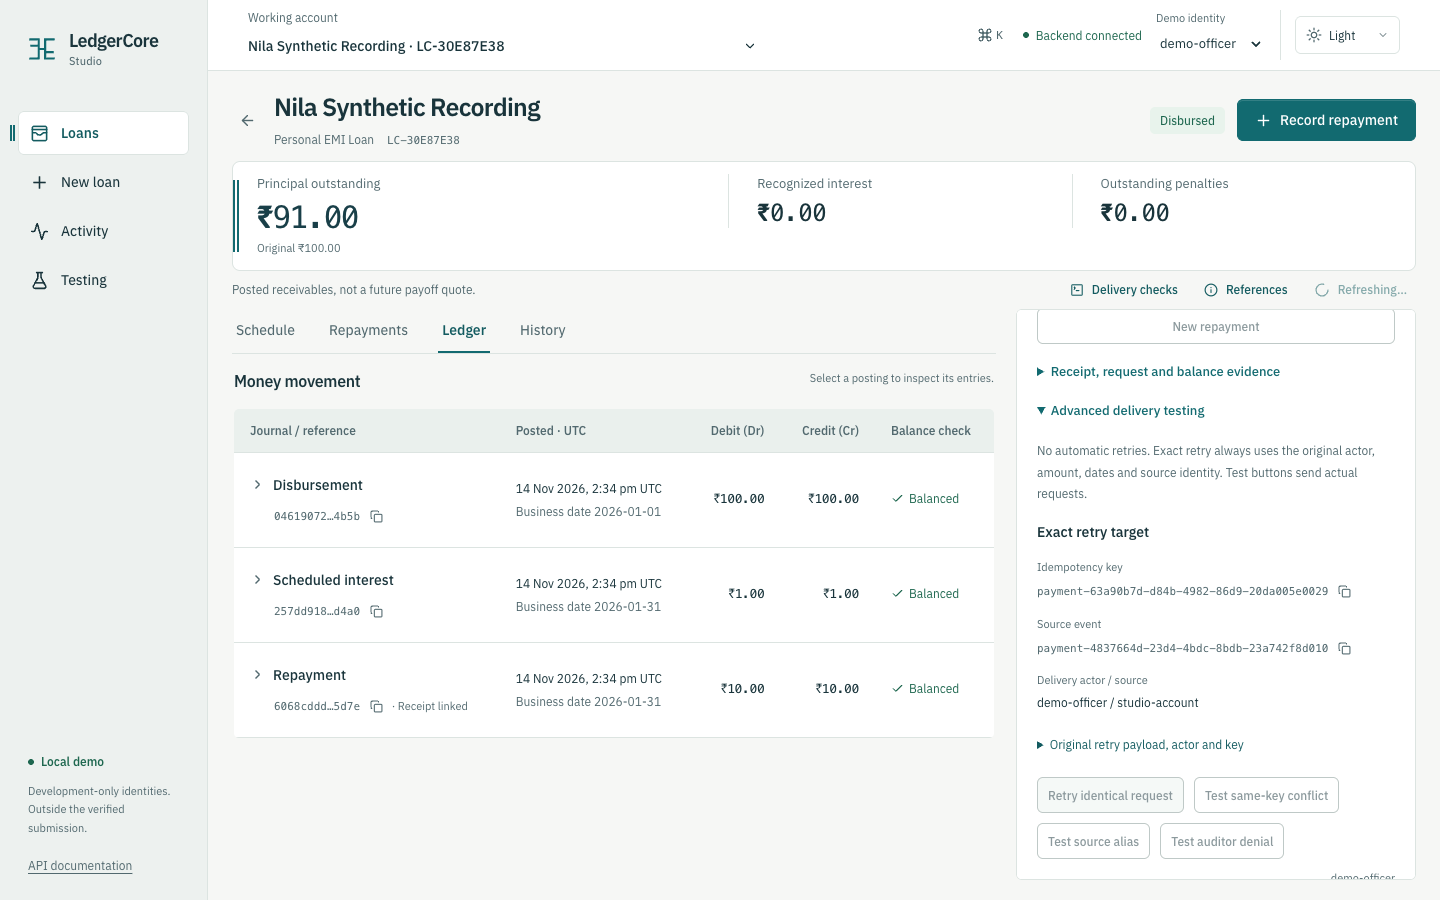 LedgerCore
Studio
Loans
New loan
Activity
Testing
Local demo
Development-only identities.
Outside the verified
submission.
API documentation
Working account
Nila Synthetic Recording · LC-30E87E38
⌘ K
Backend connected
Demo identity
demo-officer
Light
Nila Synthetic Recording
Personal EMI Loan LC-30E87E38
Disbursed
Record repayment
Principal outstanding
₹91.00
Original ₹100.00
Recognized interest
₹0.00
Outstanding penalties
₹0.00
Posted receivables, not a future payoff quote.
Delivery checks
References
Refreshing…
Schedule
Repayments
Ledger
History
Money movement
Select a posting to inspect its entries.
Journal / reference Posted · UTC Debit (Dr) Credit (Cr) Balance check
Disbursement
04619072…4b5b
14 Nov 2026, 2:34 pm UTC
Business date 2026-01-01
₹100.00 ₹100.00 Balanced
Scheduled interest
257dd918…d4a0
14 Nov 2026, 2:34 pm UTC
Business date 2026-01-31
₹1.00 ₹1.00 Balanced
Repayment
6068cddd…5d7e · Receipt linked
14 Nov 2026, 2:34 pm UTC
Business date 2026-01-31
₹10.00 ₹10.00 Balanced
New repayment
Receipt, request and balance evidence
Advanced delivery testing
No automatic retries. Exact retry always uses the original actor,
amount, dates and source identity. Test buttons send actual
requests.
Exact retry target
Idempotency key
payment-63a90b7d-d84b-4982-86d9-20da005e0029
Source event
payment-4837664d-23d4-4bdc-8bdb-23a742f8d010
Delivery actor / source
demo-officer / studio-account
Original retry payload, actor and key
Retry identical request
Test same-key conflict
Test source alias
Test auditor denial
demo-officer